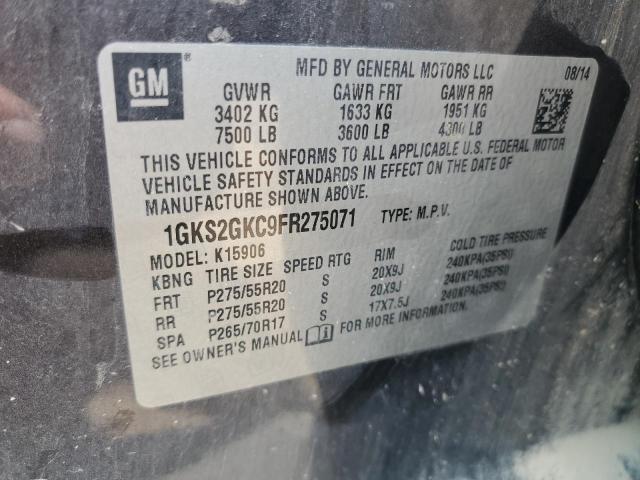 GM ®
MFD BY GENERAL MOTORS LLC 08/14
GVWR GAWR FRT GAWR RR
3402 KG 1633 KG 1951 KG
7500 LB 3600 LB 4300 LB
THIS VEHICLE CONFORMS TO ALL APPLICABLE U.S. FEDERAL MOTOR
VEHICLE SAFETY STANDARDS IN EFFECT ON THE DATE OF
MANUFACTURE SHOWN ABOVE.
1GKS2GKC9FR275071 TYPE: M.P.V.
MODEL: K15906
KBNG TIRE SIZE SPEED RTG RIM COLD TIRE PRESSURE
FRT P275/55R20 S 20X9J 240KPA(35PSI)
RR P275/55R20 S 20X9J 240KPA(35PSI)
SPA P265/70R17 S 17X7.5J 240KPA(35PSI)
SEE OWNER'S MANUAL FOR MORE INFORMATION.